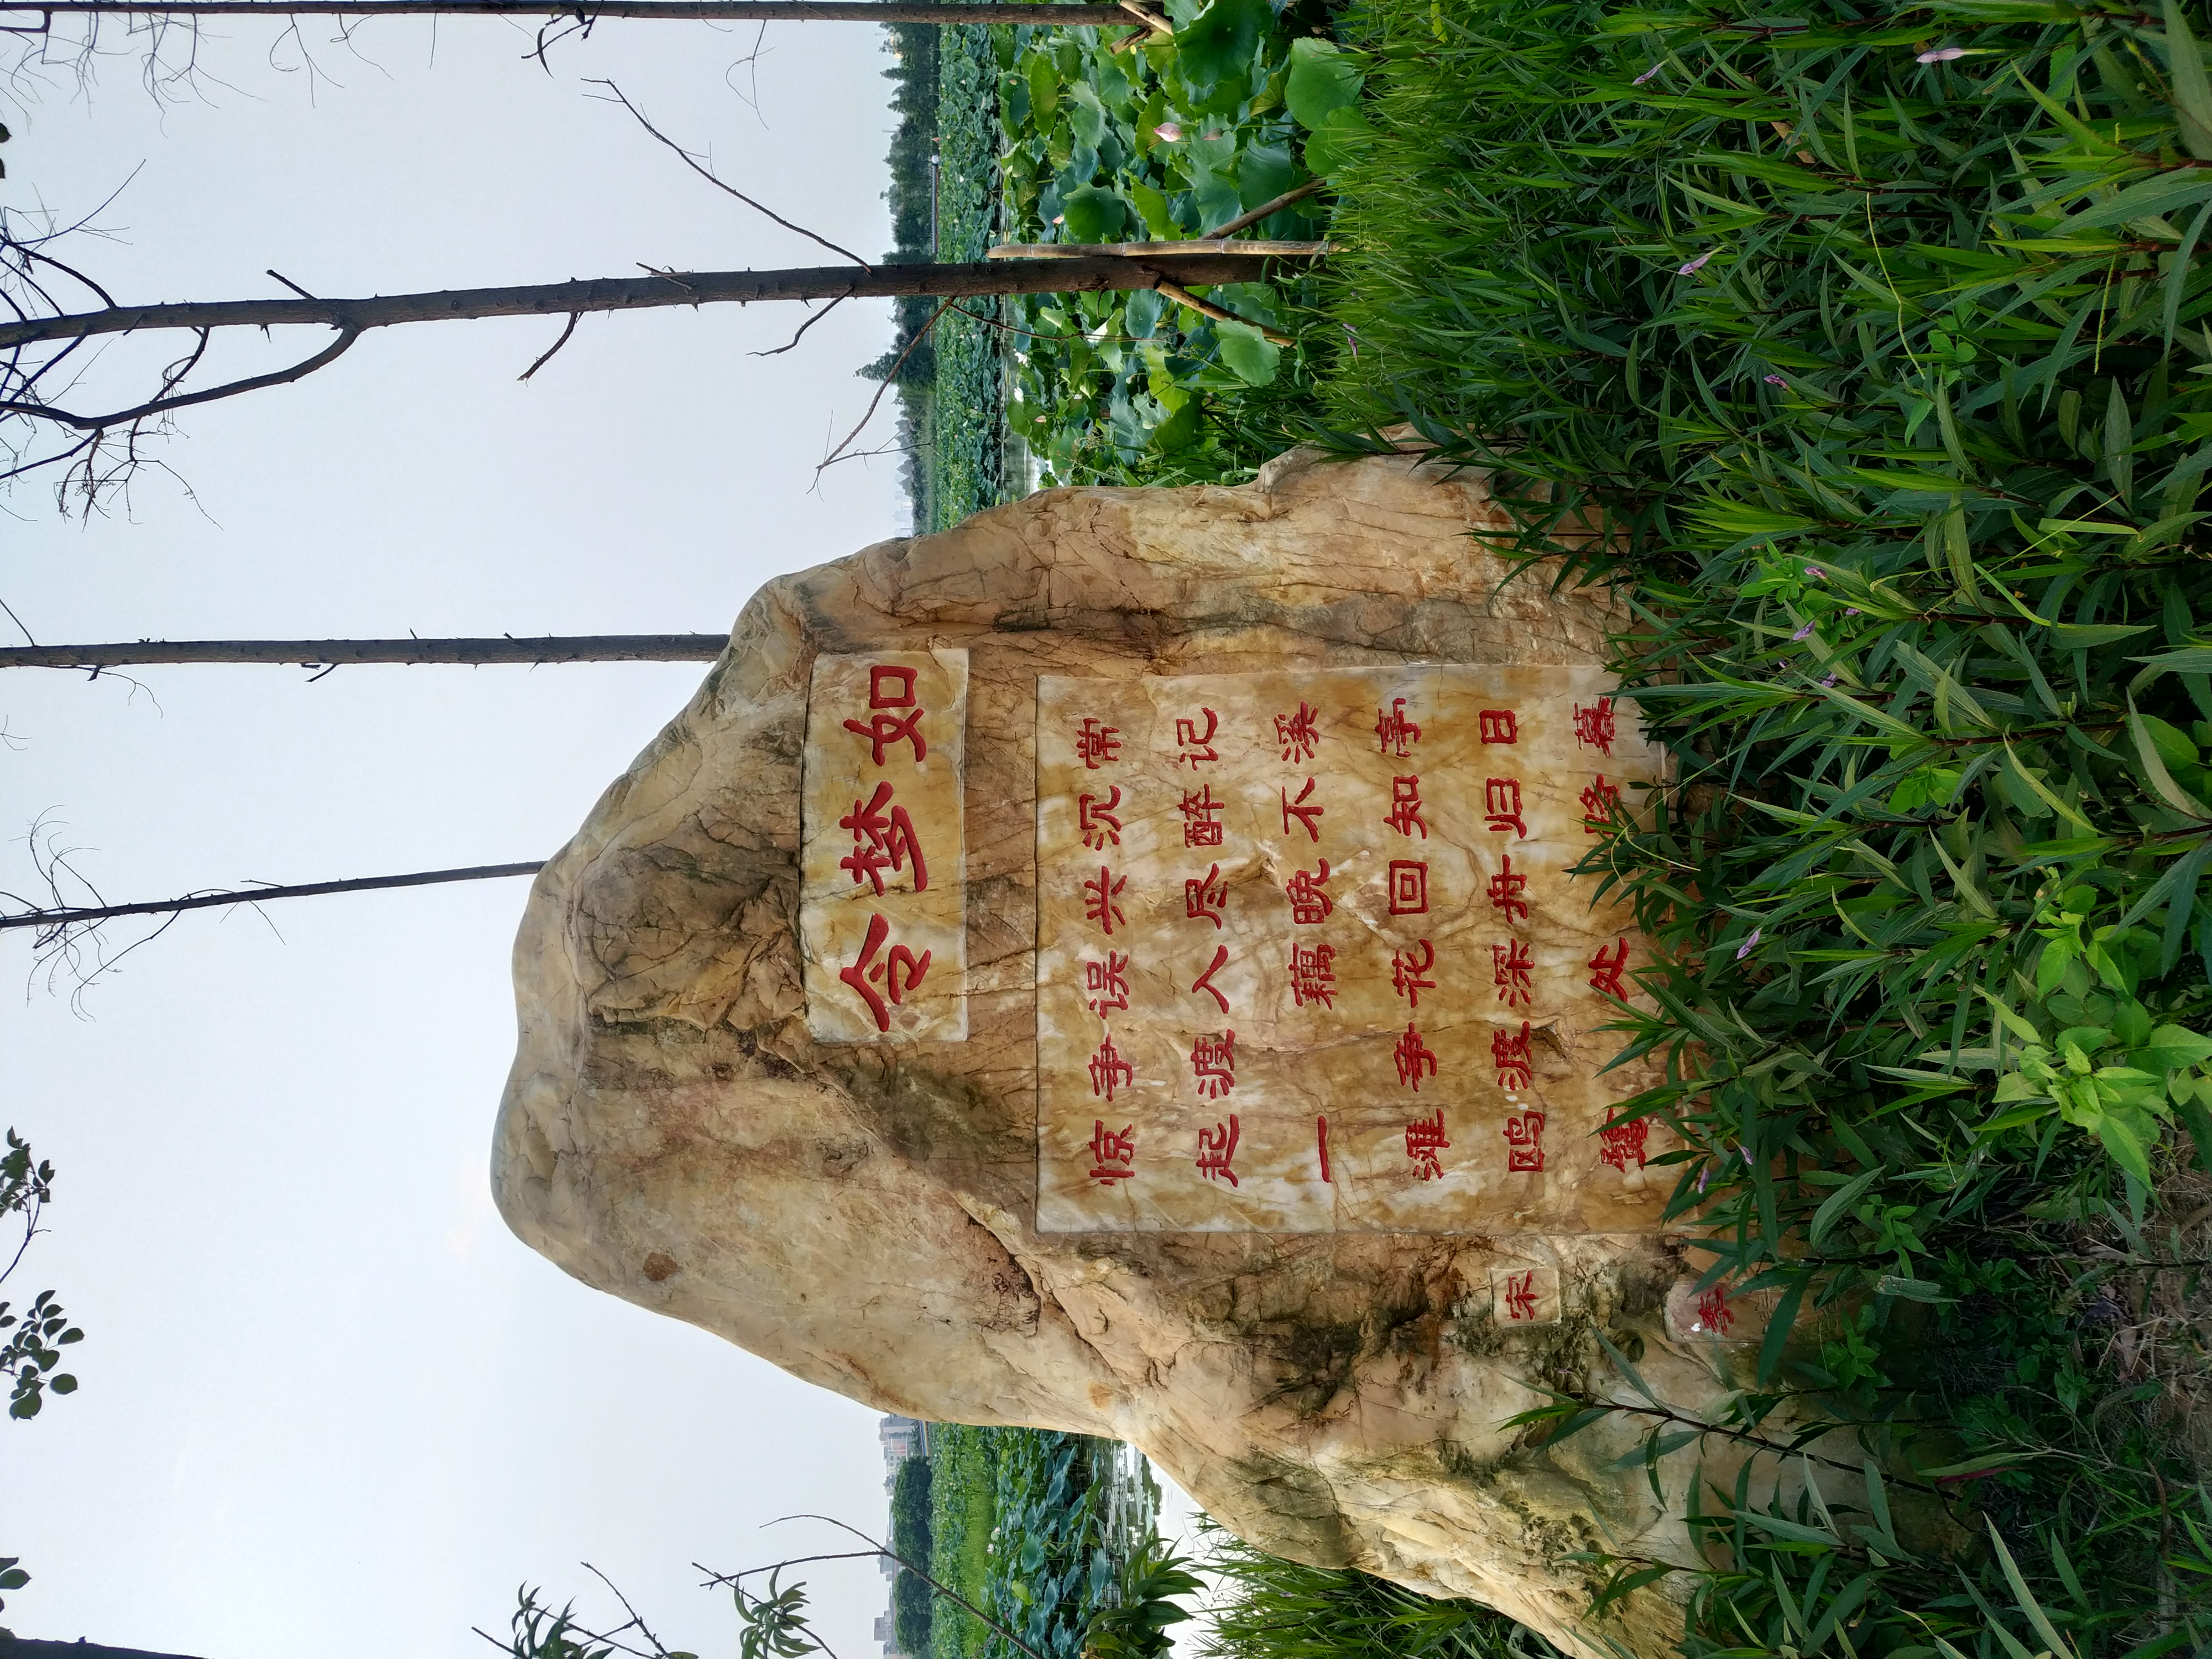 如梦令
常记溪亭日暮
沉醉不知归路
兴尽晚回舟
误入藕花深处
争渡 争渡
惊起一滩鸥鹭
宋
李